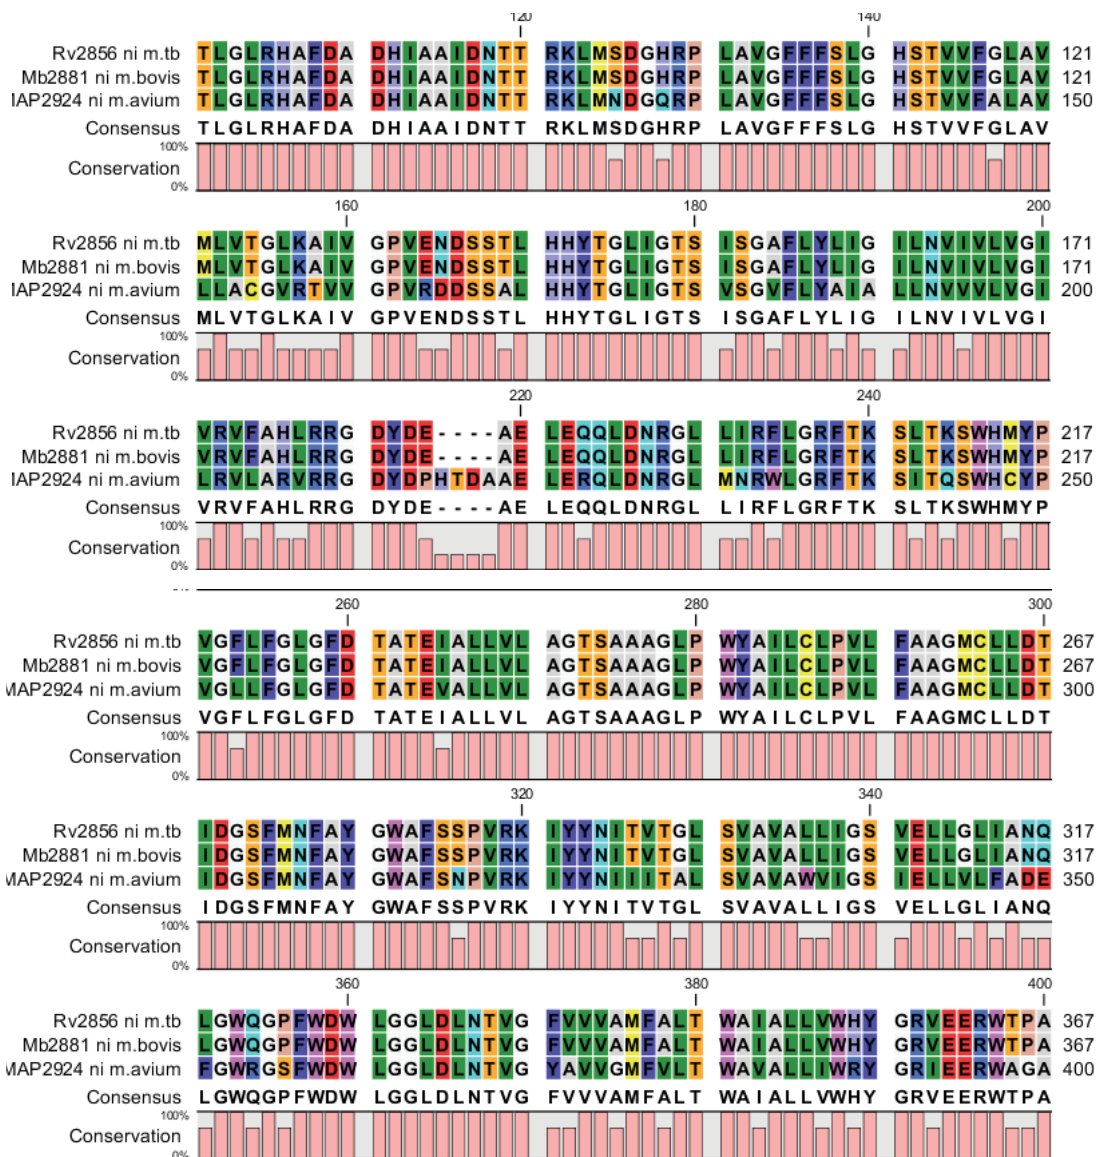 120 140
Rv2856 ni m.tb TLGLRHAFDA DHIAAIDNTT RKLMSDGHRP LAVGFFFSLG HSTVVFGLAV 121
Mb2881 ni m.bovis TLGLRHAFDA DHIAAIDNTT RKLMSDGHRP LAVGFFFSLG HSTVVFGLAV 121
MAP2924 ni m.avium TLGLRHAFDA DHIAAIDNTT RKLMNDGQRP LAVGFFFSLG HSTVVFALAV 150
Consensus TLGLRHAFDA DHIAAIDNTT RKLMSDGHRP LAVGFFFSLG HSTVVFGLAV
100%
Conservation
0%
160 180 200
Rv2856 ni m.tb MLVTGLKAIV GPVENDSSTL HHYTGLIGTS ISGAFLYLIG ILNVIVLVGI 171
Mb2881 ni m.bovis MLVTGLKAIV GPVENDSSTL HHYTGLIGTS ISGAFLYLIG ILNVIVLVGI 171
MAP2924 ni m.avium LLACGVRTVV GPVRDDSSAL HHYTGLIGTS VSGVFLYAIA LLNVVVLVGI 200
Consensus MLVTGLKAIV GPVENDSSTL HHYTGLIGTS ISGAFLYLIG ILNVIVLVGI
100%
Conservation
0%
220 240
Rv2856 ni m.tb VRVFAHLRRG DYDE----AE LEQQLDNRGL LIRFLGRFTK SLTKSWHMYP 217
Mb2881 ni m.bovis VRVFAHLRRG DYDE----AE LEQQLDNRGL LIRFLGRFTK SLTKSWHMYP 217
MAP2924 ni m.avium LRVLARVRRG DYDPHTDAAE LERQLDNRGL MNRWLGRFTK SITQSWHCYP 250
Consensus VRVFAHLRRG DYDE----AE LEQQLDNRGL LIRFLGRFTK SLTKSWHMYP
100%
Conservation
0%
260 280 300
Rv2856 ni m.tb VGFLFGLGFD TATEIALLVL AGTSAAAGLP WYAILCLPVL FAAGMCLLDT 267
Mb2881 ni m.bovis VGFLFGLGFD TATEIALLVL AGTSAAAGLP WYAILCLPVL FAAGMCLLDT 267
MAP2924 ni m.avium VGLLFGLGFD TATEVALLVL AGTSAAAGLP WYAILCLPVL FAAGMCLLDT 300
Consensus VGFLFGLGFD TATEIALLVL AGTSAAAGLP WYAILCLPVL FAAGMCLLDT
100%
Conservation
0%
320 340
Rv2856 ni m.tb IDGSFMNFAY GWAFSSPVRK IYYNITVTGL SVAVALLIGS VELLGLIANQ 317
Mb2881 ni m.bovis IDGSFMNFAY GWAFSSPVRK IYYNITVTGL SVAVALLIGS VELLGLIANQ 317
MAP2924 ni m.avium IDGSFMNFAY GWAFSNPVRK IYYNIIITAL SVAVAWVIGS IELLVLFADE 350
Consensus IDGSFMNFAY GWAFSSPVRK IYYNITVTGL SVAVALLIGS VELLGLIANQ
100%
Conservation
0%
360 380 400
Rv2856 ni m.tb LGWQGPFWDW LGGLDLNTVG FVVVAMFALT WAIALLVWHY GRVEERWTPA 367
Mb2881 ni m.bovis LGWQGPFWDW LGGLDLNTVG FVVVAMFALT WAIALLVWHY GRVEERWTPA 367
MAP2924 ni m.avium FGWRGSFWDW LGGLDLNTVG YAVVGMFVLT WAVALLIWRY GRIEERWAGA 400
Consensus LGWQGPFWDW LGGLDLNTVG FVVVAMFALT WAIALLVWHY GRVEERWTPA
100%
Conservation
0%